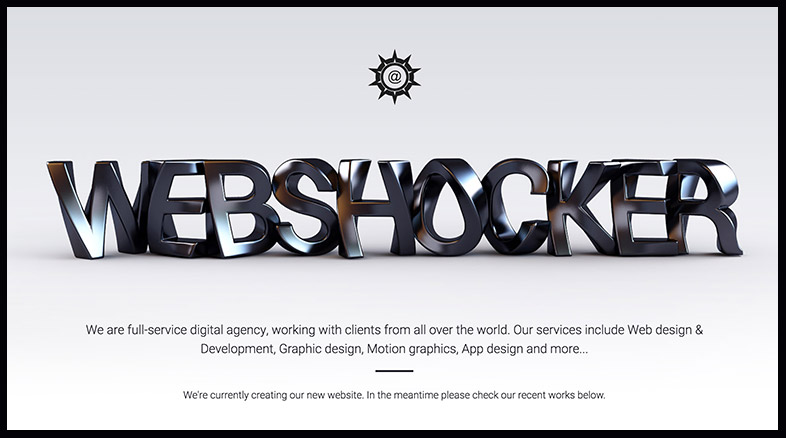 @
WEBSHOCKER
We are full-service digital agency, working with clients from all over the world. Our services include Web design &
Development, Graphic design, Motion graphics, App design and more...
We're currently creating our new website. In the meantime please check our recent works below.